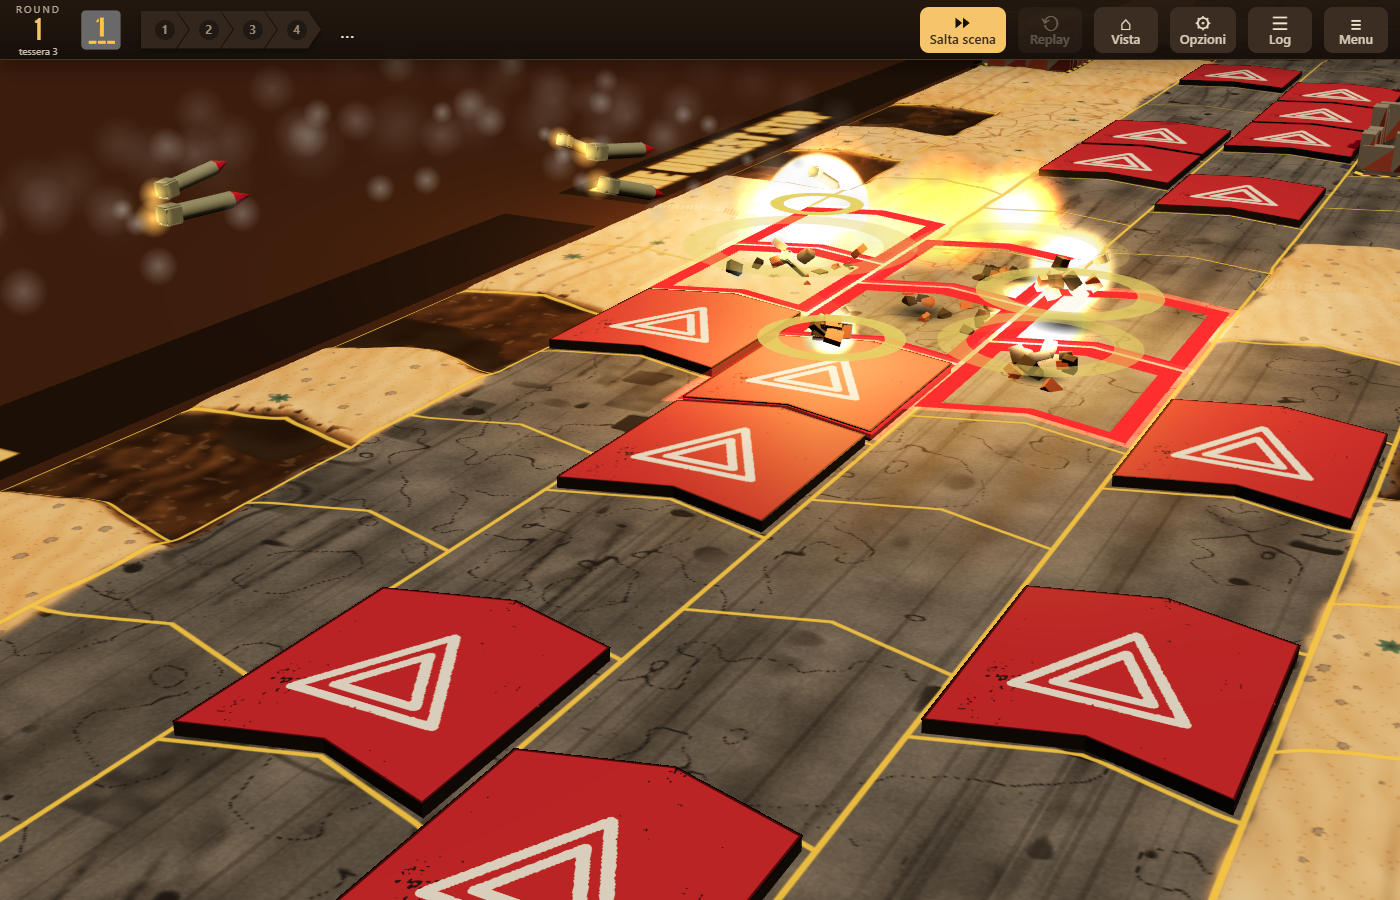 ROUND
1
tessera 3
1
1 2 3 4 ...
Salta scena
Replay
Vista
Opzioni
Log
Menu